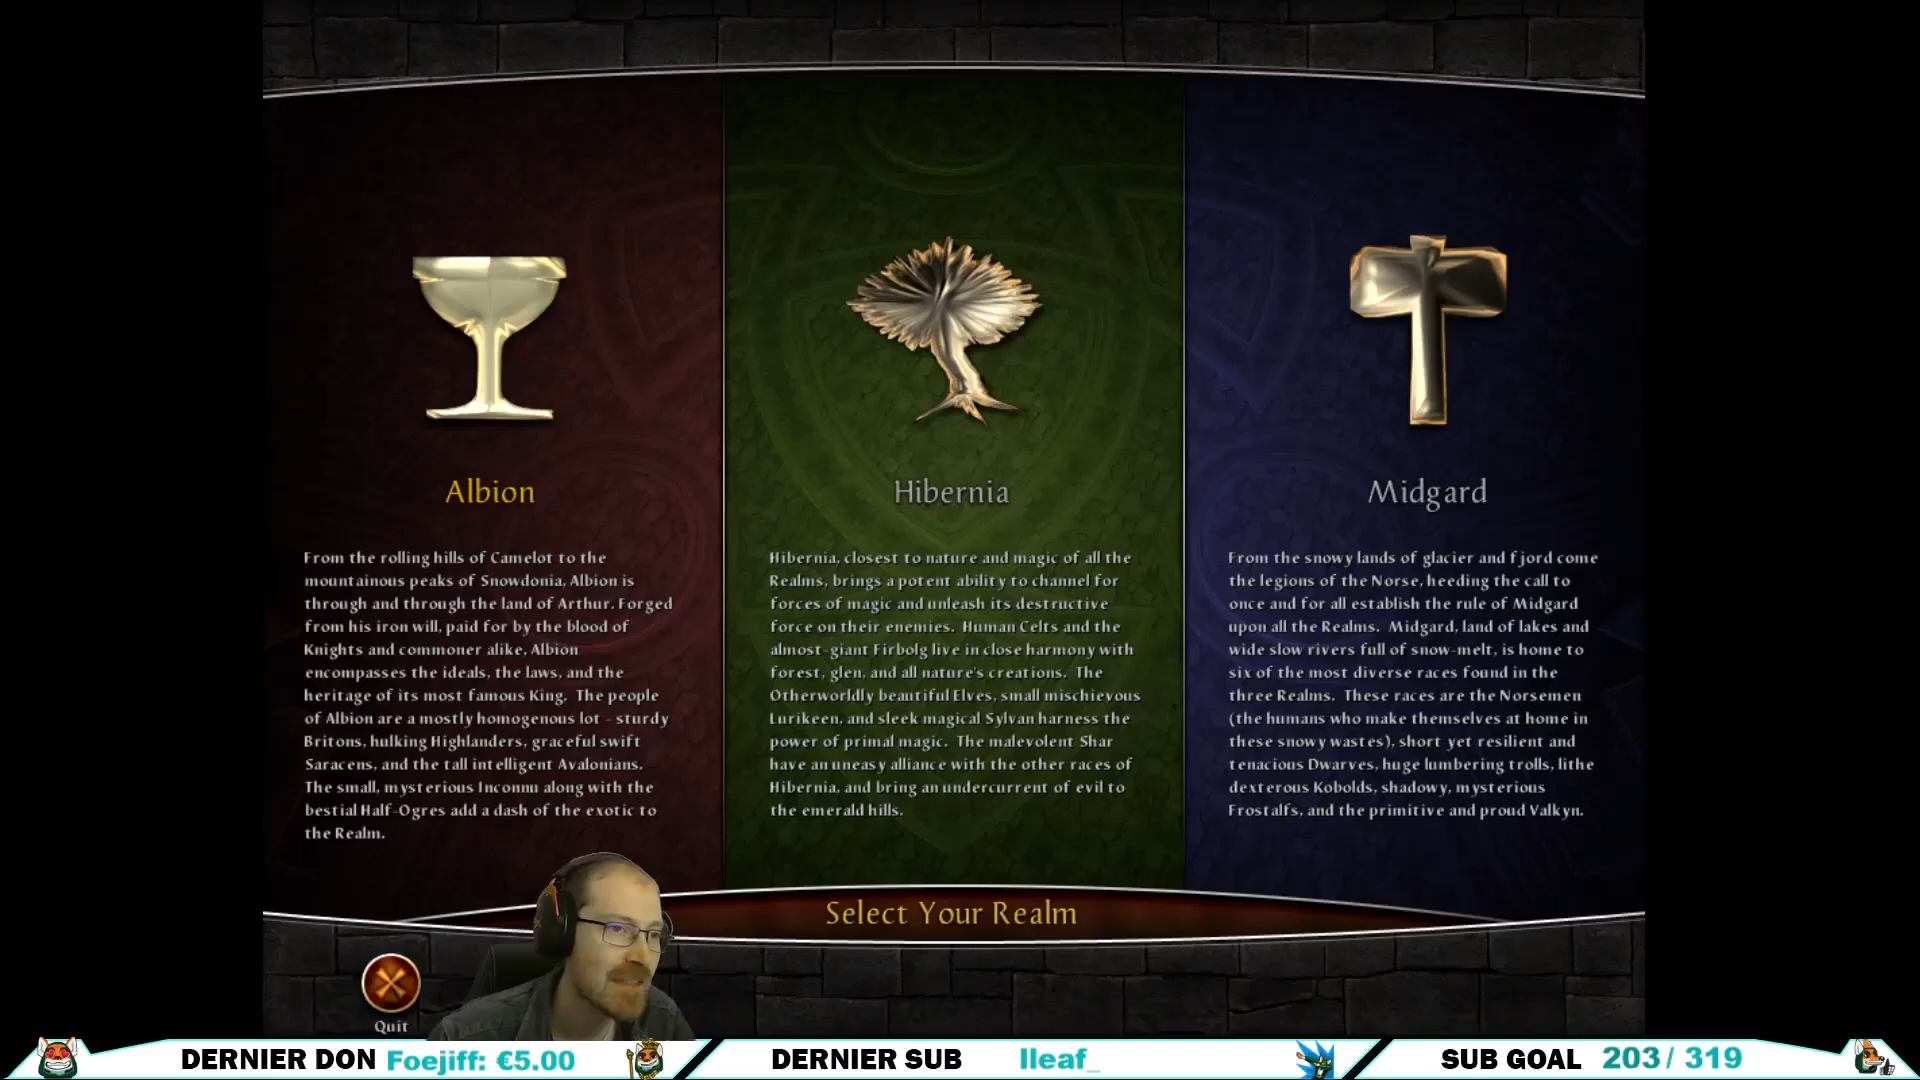 Albion
From the rolling hills of Camelot to the
mountainous peaks of Snowdonia, Albion is
through and through the land of Arthur. Forged
from his iron will, paid for by the blood of
Knights and commoner alike, Albion
encompasses the ideals, the laws, and the
heritage of its most famous King. The people
of Albion are a mostly homogenous lot - sturdy
Britons, hulking Highlanders, graceful swift
Saracens, and the tall intelligent Avalonians.
The small, mysterious Inconnu along with the
bestial Half-Ogres add a dash of the exotic to
the Realm.
Hibernia
Hibernia, closest to nature and magic of all the
Realms, brings a potent ability to channel for
forces of magic and unleash its destructive
force on their enemies. Human Celts and the
almost-giant Firbolg live in close harmony with
forest, glen, and all nature's creations. The
Otherworldly beautiful Elves, small mischievous
Lurikeen, and sleek magical Sylvan harness the
power of primal magic. The malevolent Shar
have an uneasy alliance with the other races of
Hibernia, and bring an undercurrent of evil to
the emerald hills.
Midgard
From the snowy lands of glacier and fjord come
the legions of the Norse, heeding the call to
once and for all establish the rule of Midgard
upon all the Realms. Midgard, land of lakes and
wide slow rivers full of snow-melt, is home to
six of the most diverse races found in the
three Realms. These races are the Norsemen
(the humans who make themselves at home in
these snowy wastes), short yet resilient and
tenacious Dwarves, huge lumbering trolls, lithe
dexterous Kobolds, shadowy, mysterious
Frostalfs, and the primitive and proud Valkyn.
Select Your Realm
Quit
DERNIER DON Foejiff: €5.00
DERNIER SUB lleaf_
SUB GOAL 203 / 319